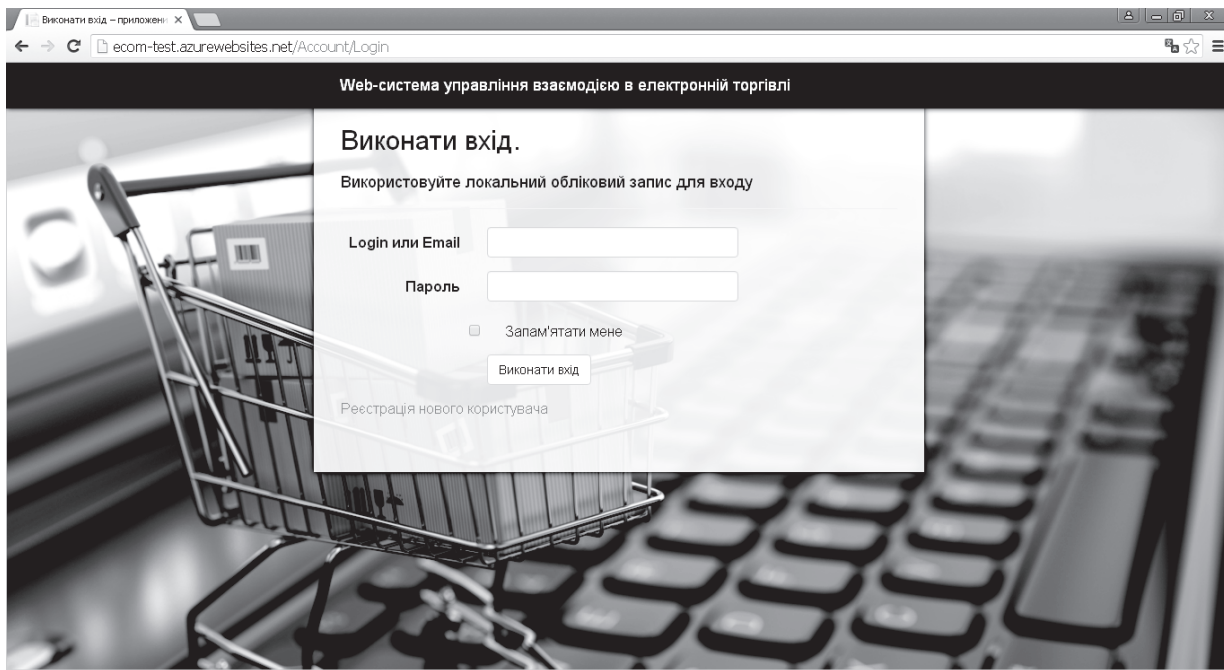 Виконати вхід – приложени
ecom-test.azurewebsites.net/Account/Login
Web-система управління взаємодією в електронній торгівлі
Виконати вхід.
Використовуйте локальний обліковий запис для входу
Login или Email
Пароль
Запам'ятати мене
Виконати вхід
Реєстрація нового користувача